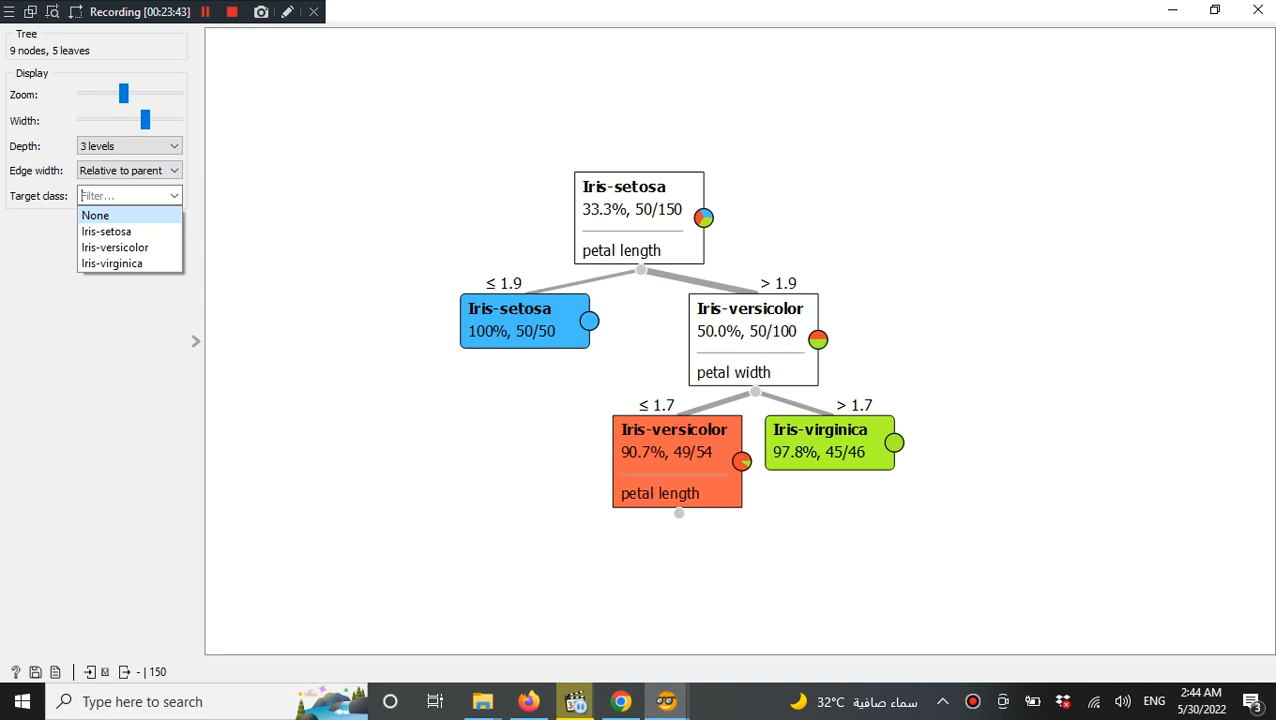 Recording [00:23:43]
Tree
9 nodes, 5 leaves
Display
Zoom:
Width:
Depth: 3 levels
Edge width: Relative to parent
Target class: Filter...
None
Iris-setosa
Iris-versicolor
Iris-virginica
Iris-setosa
33.3%, 50/150
petal length
≤ 1.9
> 1.9
Iris-setosa
100%, 50/50
Iris-versicolor
50.0%, 50/100
petal width
≤ 1.7
> 1.7
Iris-versicolor
90.7%, 49/54
petal length
Iris-virginica
97.8%, 45/46
? M - | 150
Type here to search
32°C سماء صافية
ENG
2:44 AM
5/30/2022
3